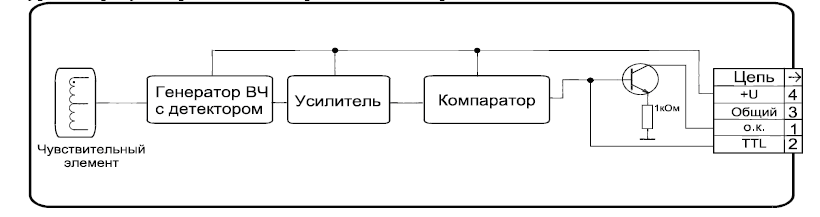 Чувствительный
элемент
Генератор ВЧ
с детектором
Усилитель
Компаратор
1кОм
Цепь →
+U 4
Общий 3
о.к. 1
TTL 2